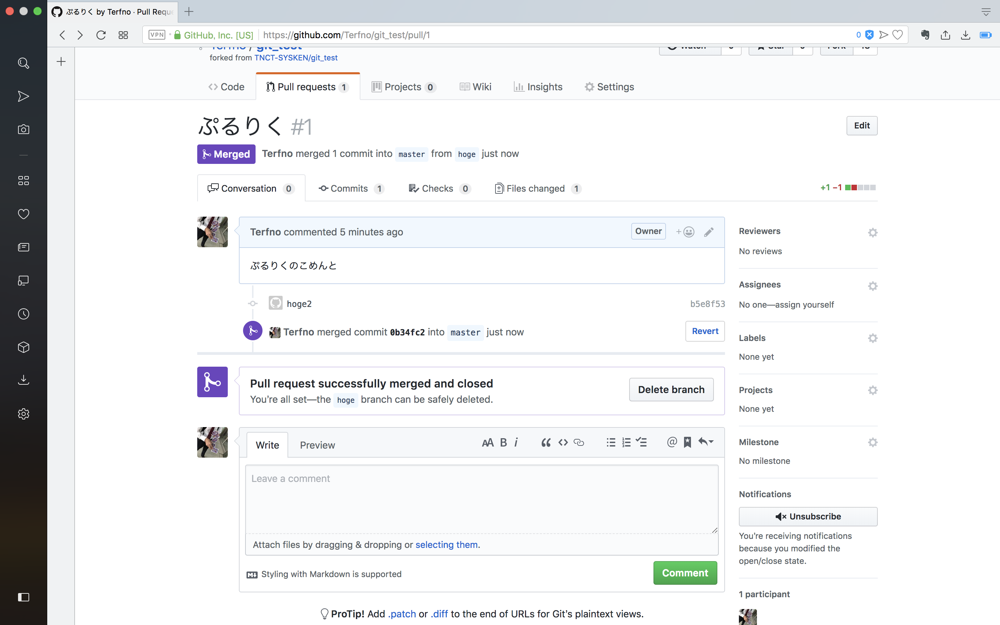 ぷるりく by Terfno · Pull Reque
VPN GitHub, Inc. [US] https://github.com/Terfno/git_test/pull/1 0
Terfno / git_test
Watch Star Fork
forked from TNCT-SYSKEN/git_test
Code Pull requests 1 Projects 0 Wiki Insights Settings
ぷるりく #1
Edit
Merged Terfno merged 1 commit into master from hoge just now
Conversation 0 Commits 1 Checks 0 Files changed 1 +1 −1
Terfno commented 5 minutes ago Owner
ぷるりくのこめんと
hoge2 b5e8f53
Terfno merged commit 0b34fc2 into master just now Revert
Pull request successfully merged and closed
You’re all set—the hoge branch can be safely deleted.
Delete branch
Write Preview
Leave a comment
Attach files by dragging & dropping or selecting them.
Styling with Markdown is supported
Comment
ProTip! Add .patch or .diff to the end of URLs for Git’s plaintext views.
Reviewers
No reviews
Assignees
No one—assign yourself
Labels
None yet
Projects
None yet
Milestone
No milestone
Notifications
Unsubscribe
You’re receiving notifications
because you modified the
open/close state.
1 participant